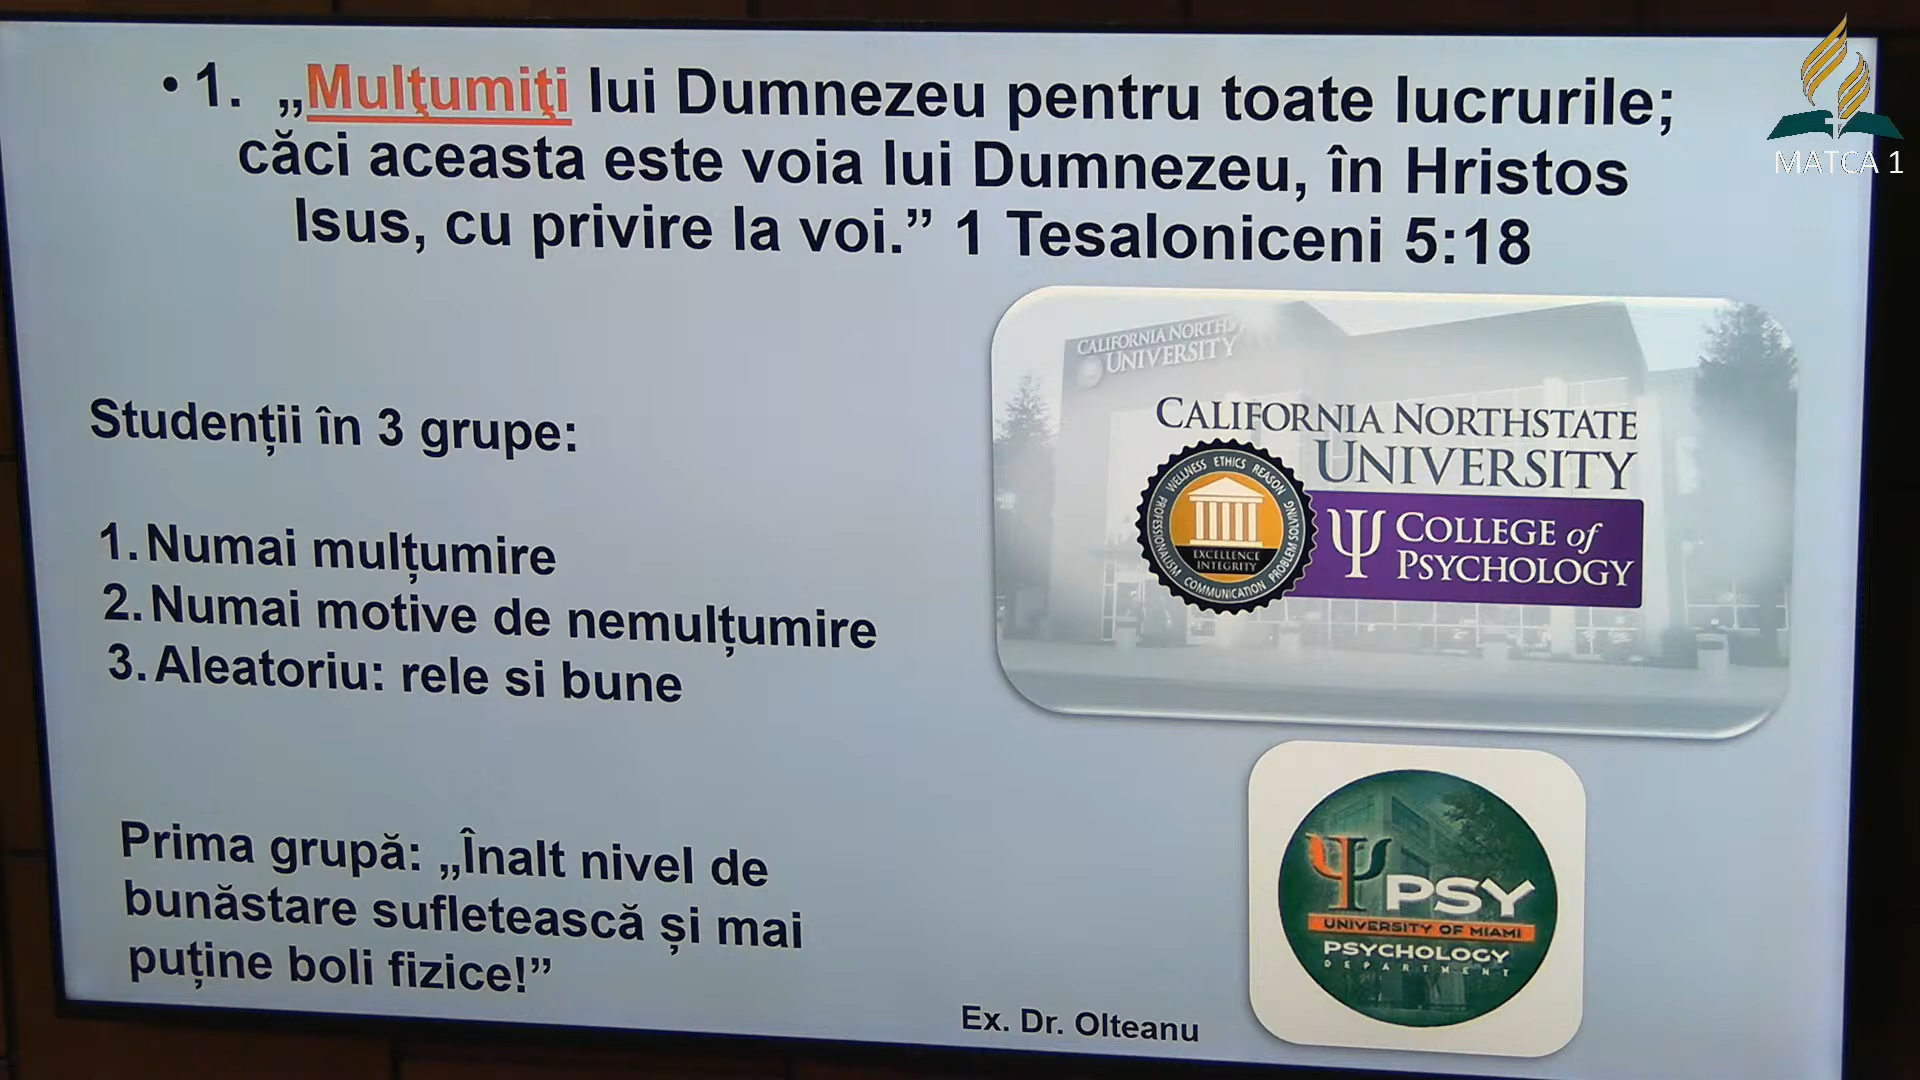 • 1. „Mulţumiţi lui Dumnezeu pentru toate lucrurile;
căci aceasta este voia lui Dumnezeu, în Hristos
Isus, cu privire la voi.” 1 Tesaloniceni 5:18
MATCA 1
Studenții în 3 grupe:
1. Numai mulțumire
2. Numai motive de nemulțumire
3. Aleatoriu: rele si bune
CALIFORNIA NORTH
UNIVERSITY
CALIFORNIA NORTHSTATE
UNIVERSITY
COLLEGE of
PSYCHOLOGY
WELLNESS ETHICS REASON PROBLEM SOLVING COMMUNICATION PROFESSIONALISM
EXCELLENCE
INTEGRITY
Prima grupă: „Înalt nivel de
bunăstare sufletească și mai
puține boli fizice!”
Ex. Dr. Olteanu
PSY
UNIVERSITY OF MIAMI
PSYCHOLOGY
DEPARTMENT